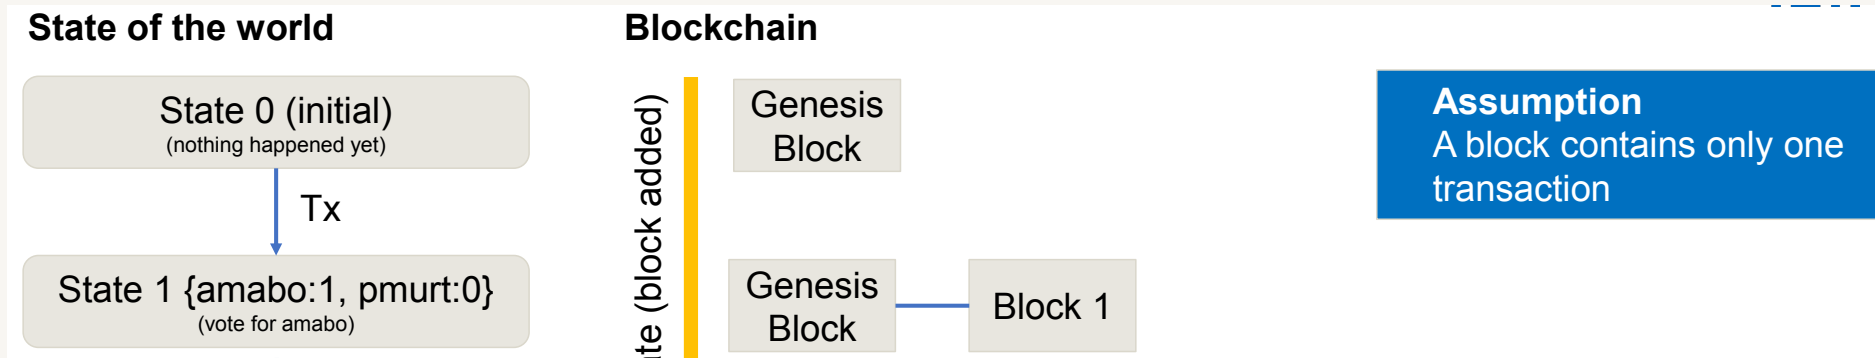 State of the world
State 0 (initial)
(nothing happened yet)
Tx
State 1 {amabo:1, pmurt:0}
(vote for amabo)
Blockchain
(block added)
Genesis
Block
Genesis
Block
Block 1
Assumption
A block contains only one
transaction